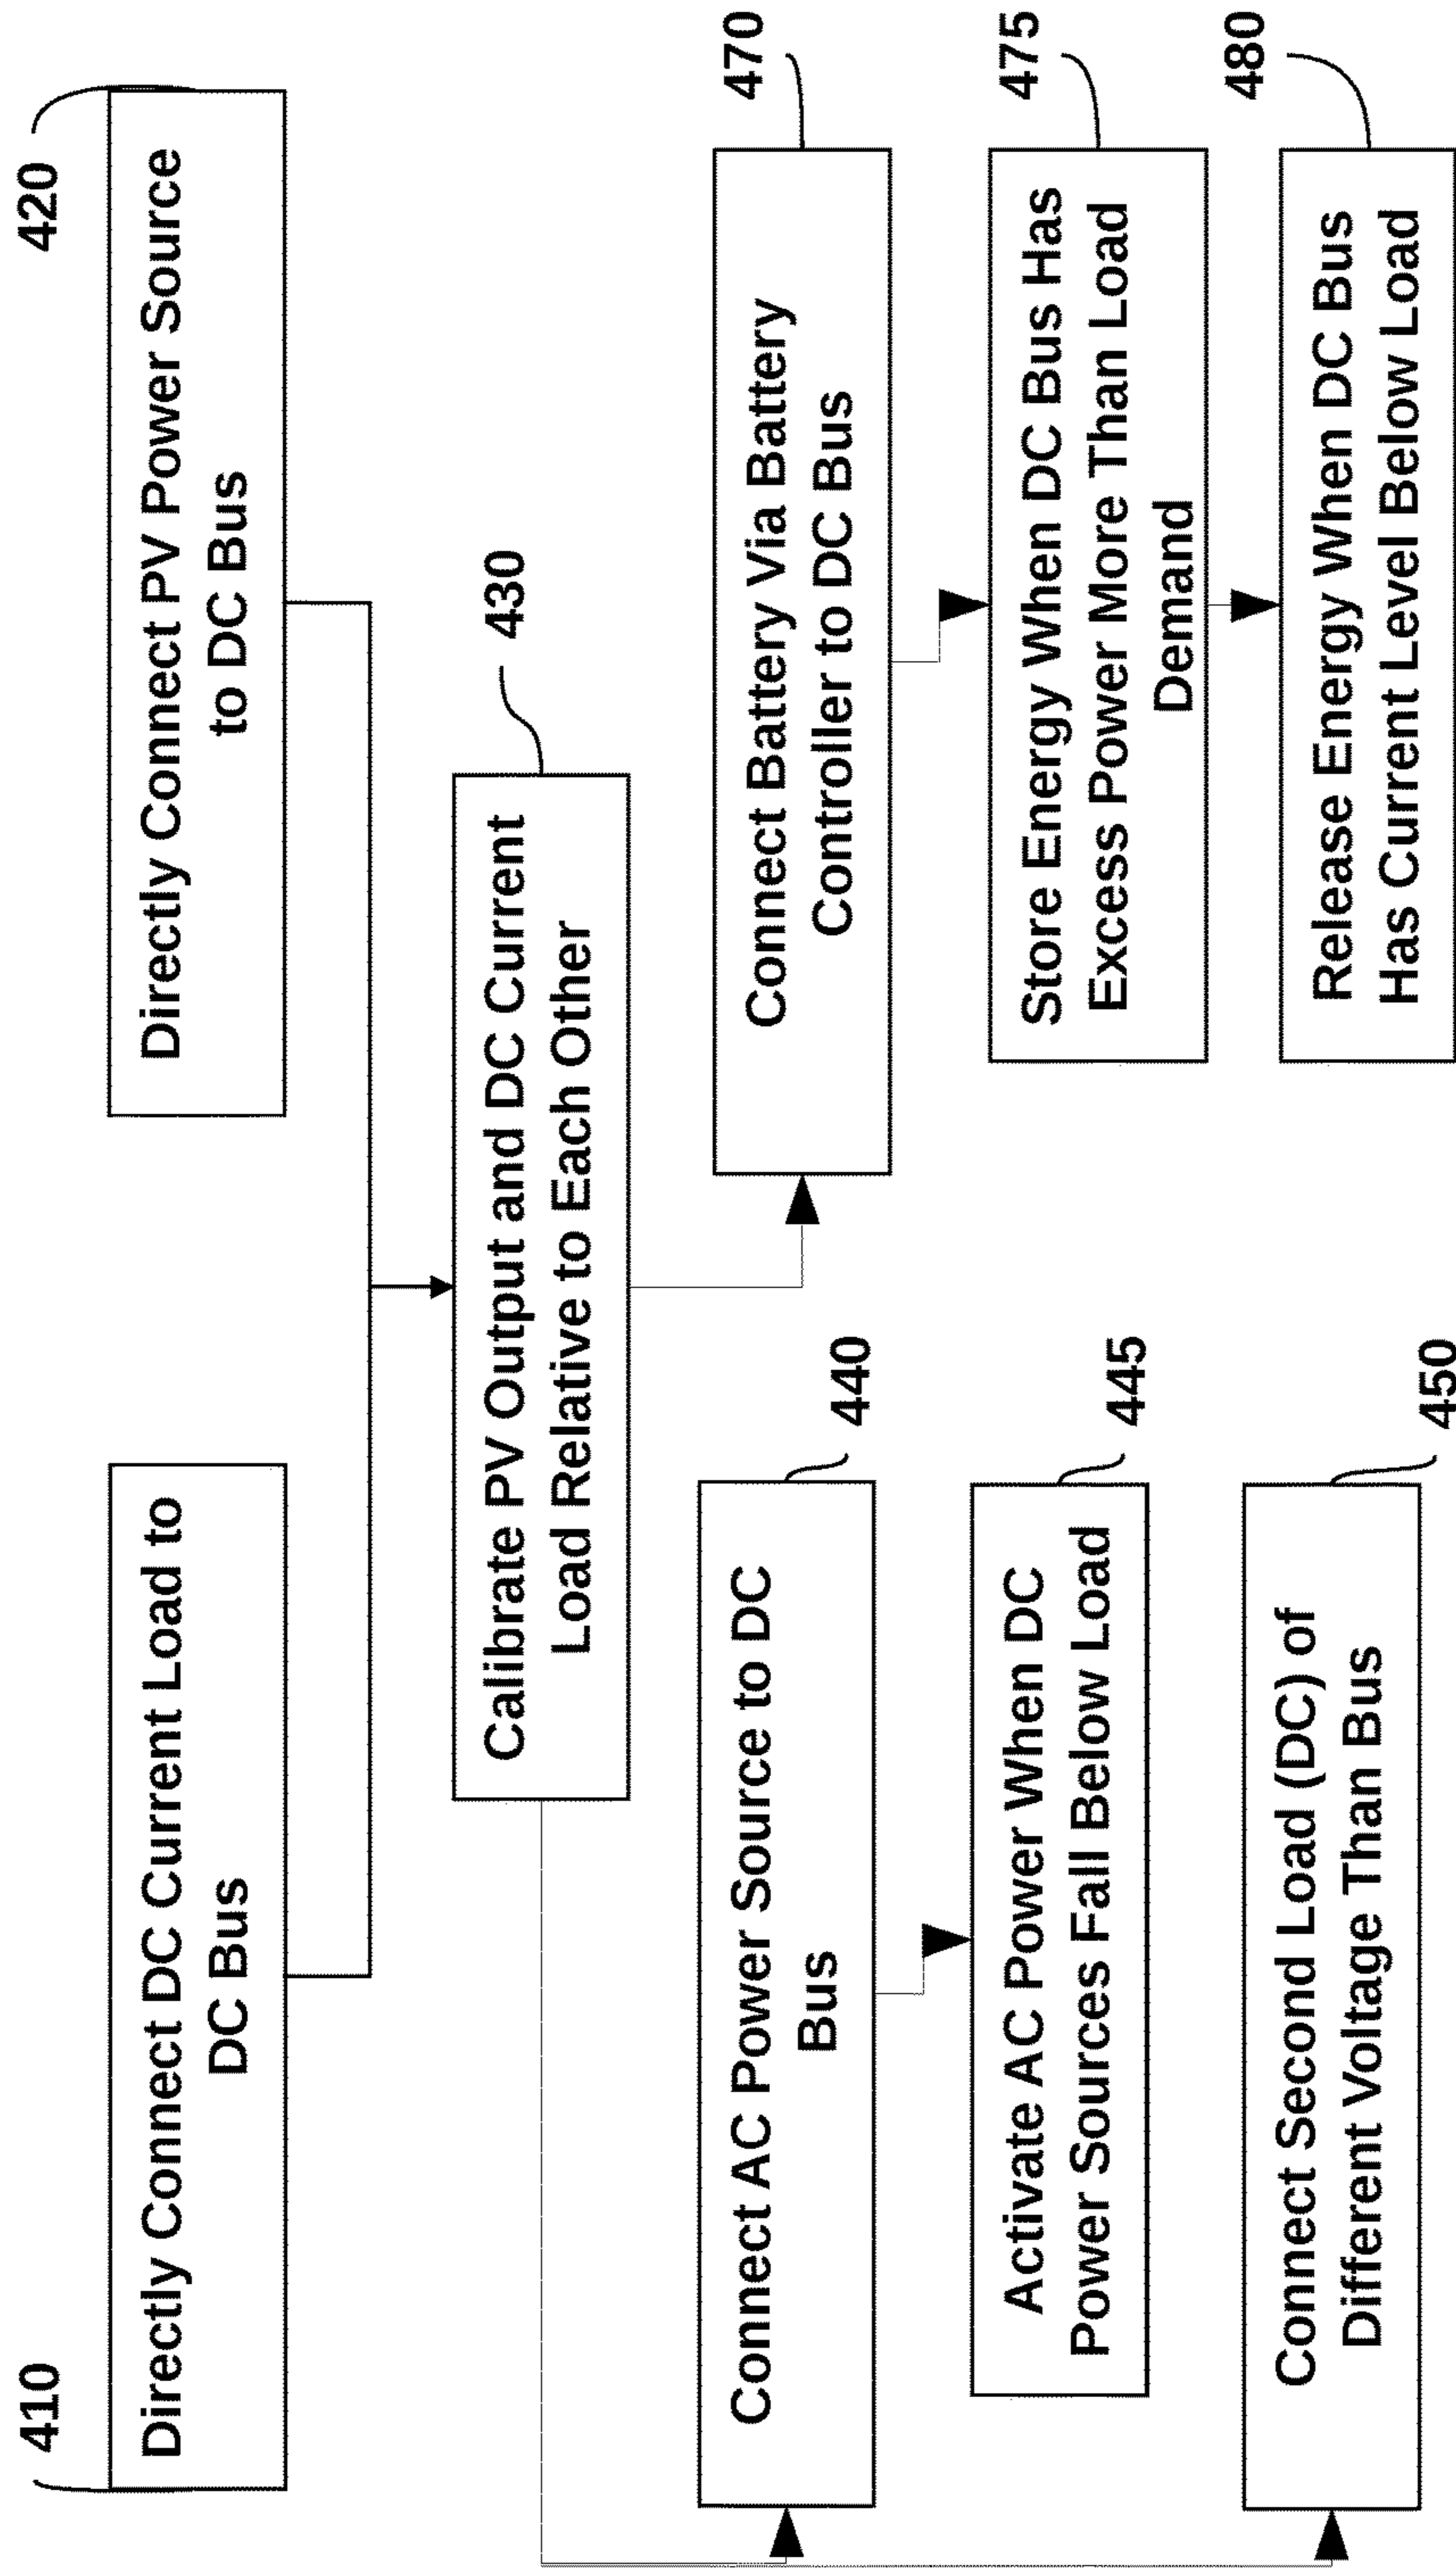 410
Directly Connect DC Current Load to
DC Bus
420
Directly Connect PV Power Source
to DC Bus
430
Calibrate PV Output and DC Current
Load Relative to Each Other
440
Connect AC Power Source to DC
Bus
445
Activate AC Power When DC
Power Sources Fall Below Load
450
Connect Second Load (DC) of
Different Voltage Than Bus
470
Connect Battery Via Battery
Controller to DC Bus
475
Store Energy When DC Bus Has
Excess Power More Than Load
Demand
480
Release Energy When DC Bus
Has Current Level Below Load